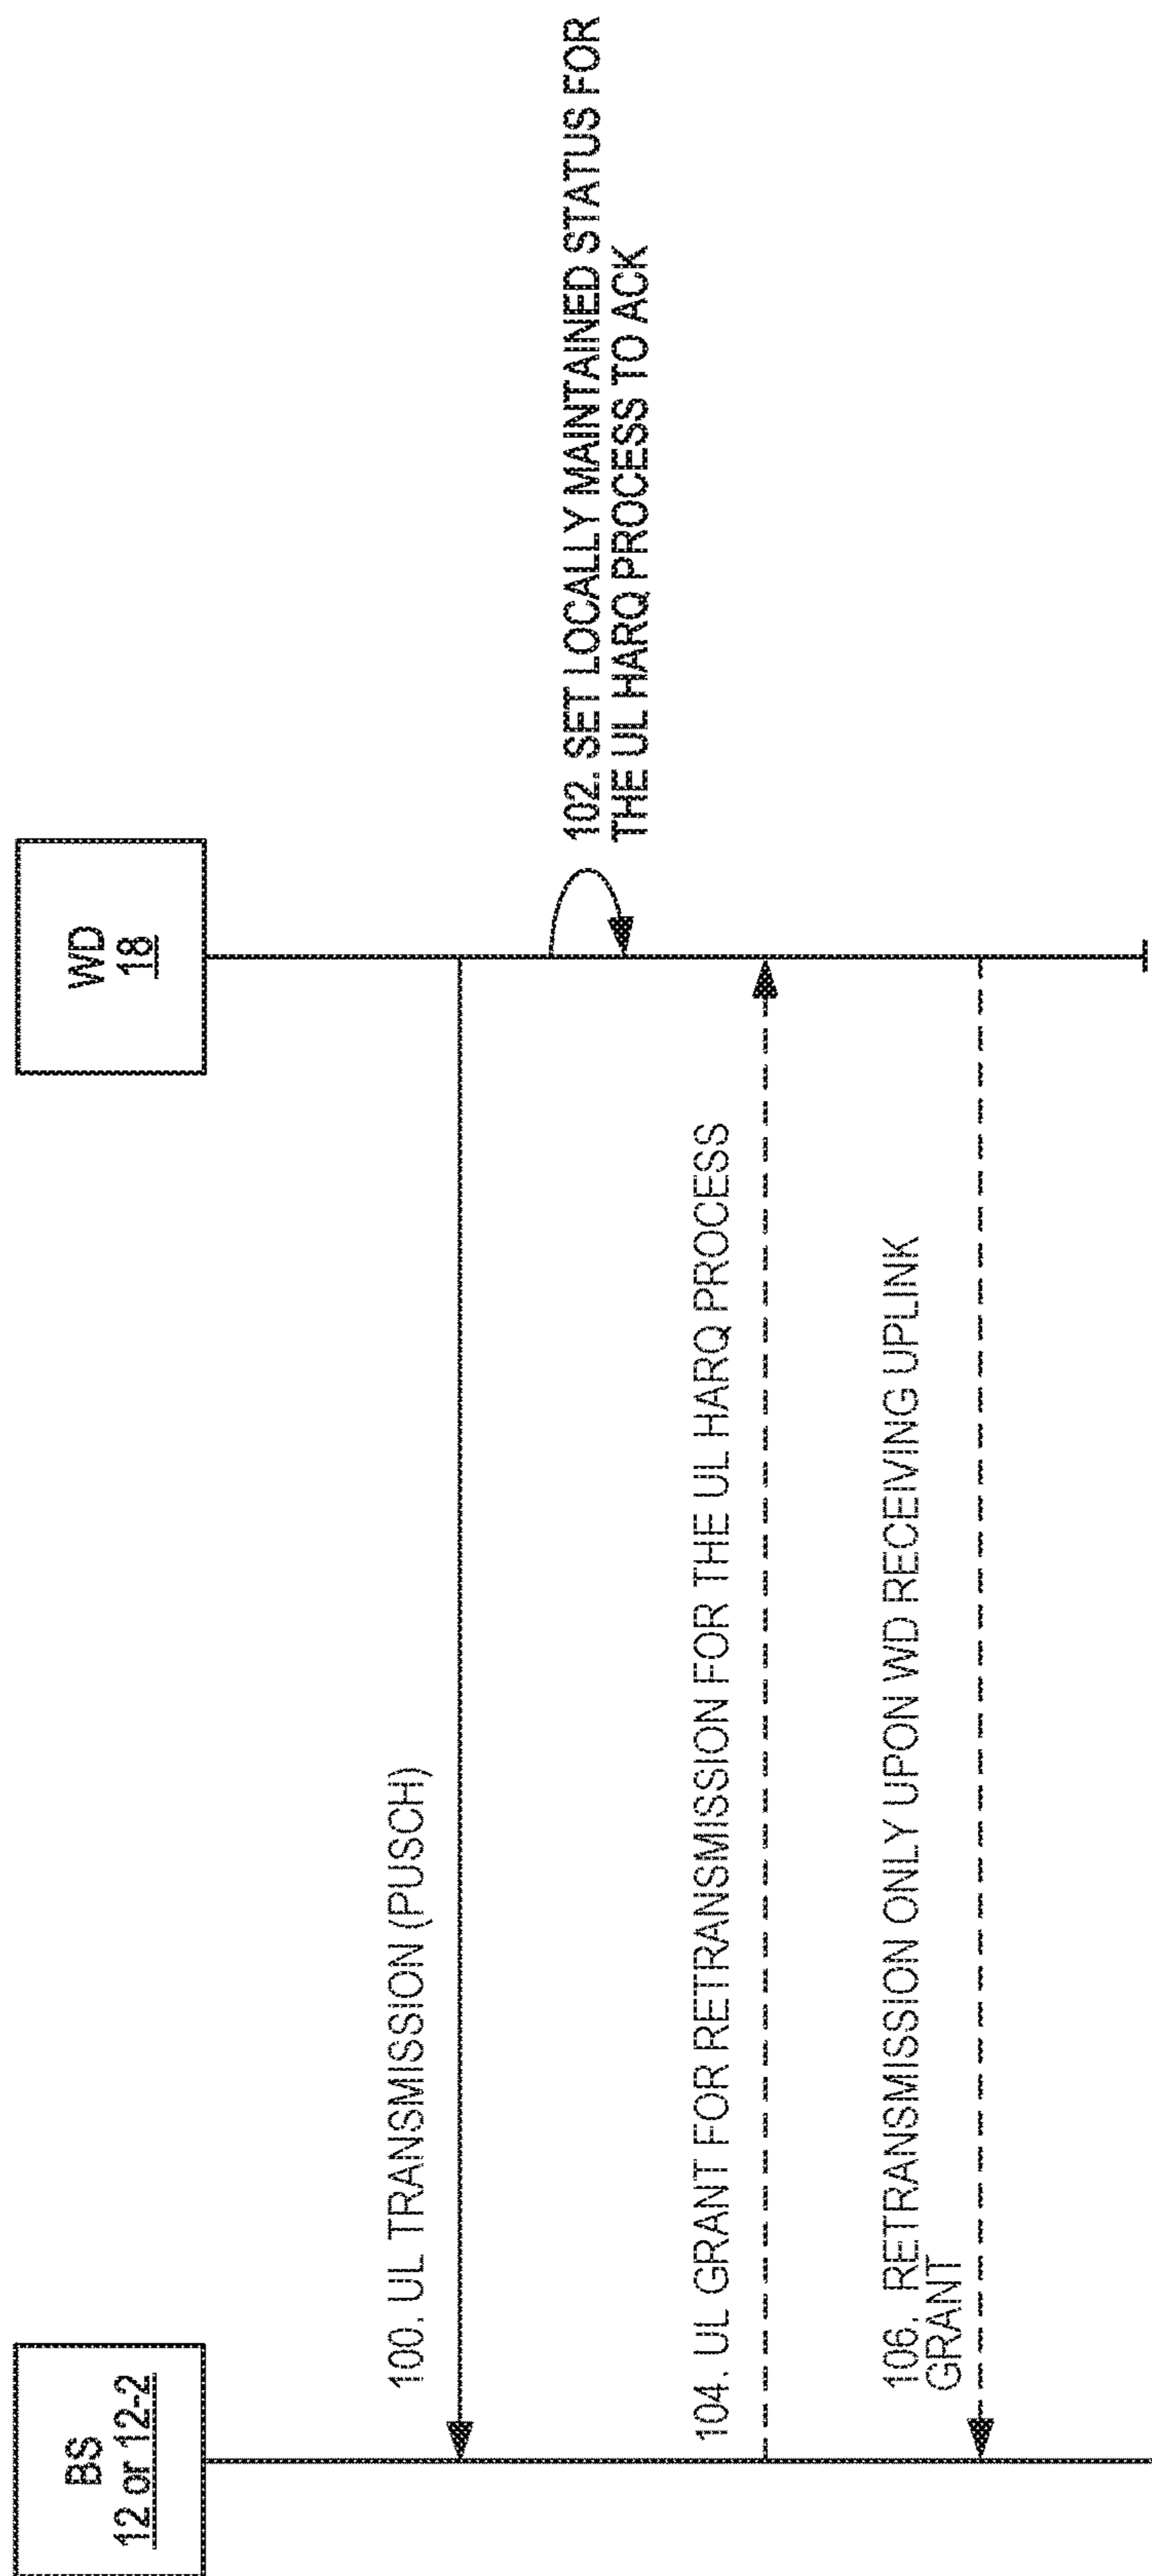 BS
12 or 12-2
WD
18
100. UL TRANSMISSION (PUSCH)
102. SET LOCALLY MAINTAINED STATUS FOR
THE UL HARQ PROCESS TO ACK
104. UL GRANT FOR RETRANSMISSION FOR THE UL HARQ PROCESS
106. RETRANSMISSION ONLY UPON WD RECEIVING UPLINK
GRANT